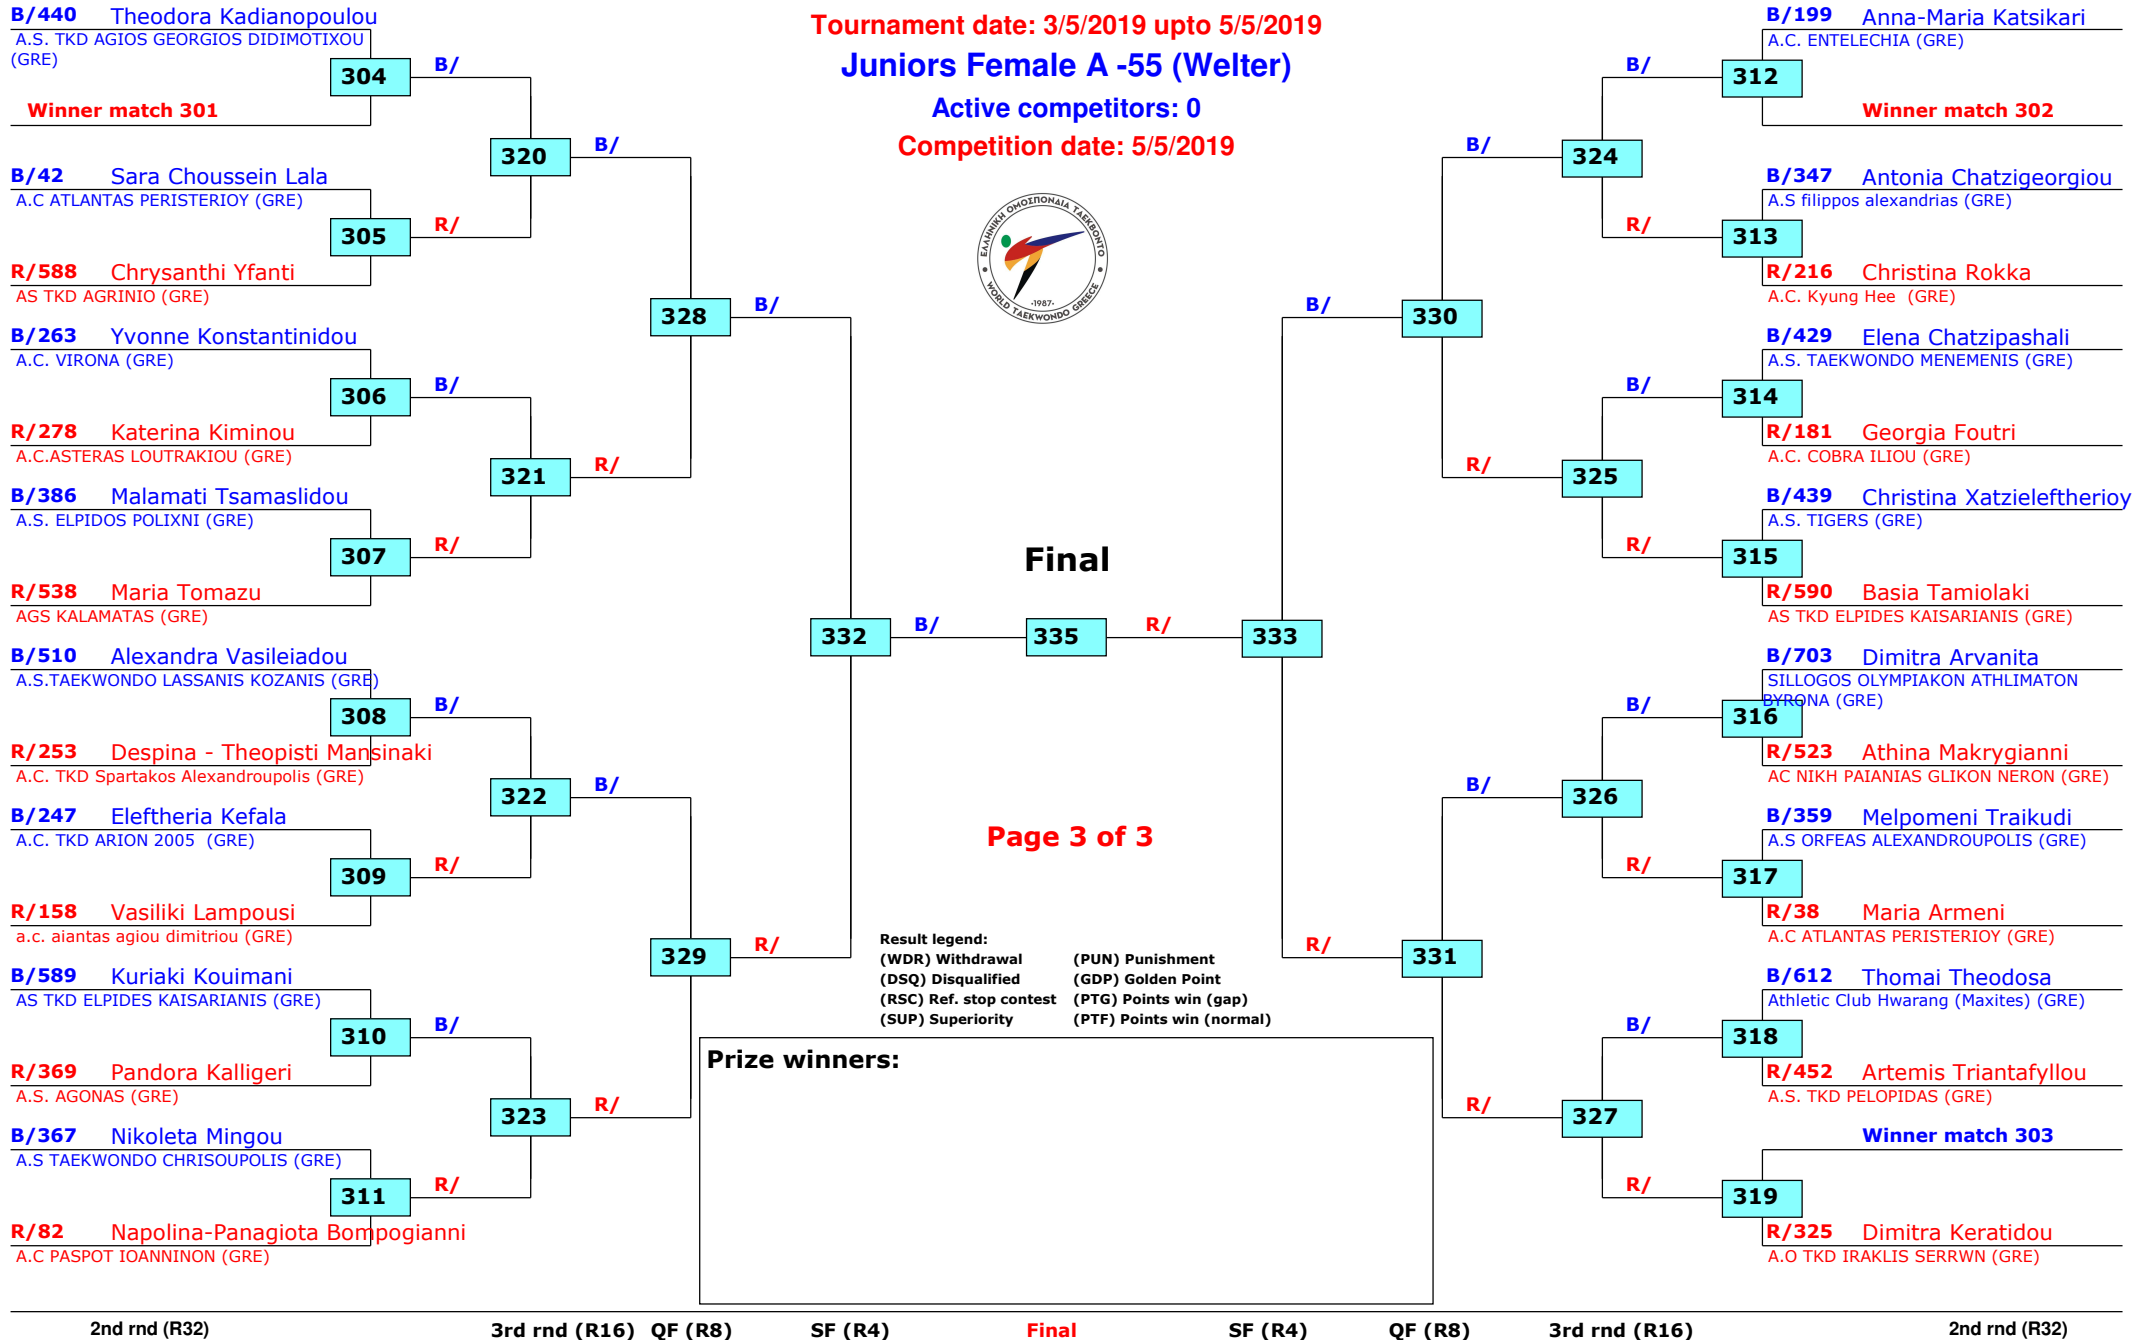 Tournament date: 3/5/2019 upto 5/5/2019
Juniors Female A -55 (Welter)
Active competitors: 0
Competition date: 5/5/2019
ΕΛΛΗΝΙΚΗ ΟΜΟΣΠΟΝΔΙΑ ΤΑΕΚΒΟΝΤΟ
·1987·
WORLD TAEKWONDO GREECE
B/440 Theodora Kadianopoulou
A.S. TKD AGIOS GEORGIOS DIDIMOTIXOU
(GRE)
304
Winner match 301
B/42 Sara Choussein Lala
A.C ATLANTAS PERISTERIOY (GRE)
305
R/588 Chrysanthi Yfanti
AS TKD AGRINIO (GRE)
B/263 Yvonne Konstantinidou
A.C. VIRONA (GRE)
306
R/278 Katerina Kiminou
A.C.ASTERAS LOUTRAKIOU (GRE)
B/386 Malamati Tsamaslidou
A.S. ELPIDOS POLIXNI (GRE)
307
R/538 Maria Tomazu
AGS KALAMATAS (GRE)
B/510 Alexandra Vasileiadou
A.S.TAEKWONDO LASSANIS KOZANIS (GRE)
308
R/253 Despina - Theopisti Mansinaki
A.C. TKD Spartakos Alexandroupolis (GRE)
B/247 Eleftheria Kefala
A.C. TKD ARION 2005 (GRE)
309
R/158 Vasiliki Lampousi
a.c. aiantas agiou dimitriou (GRE)
B/589 Kuriaki Kouimani
AS TKD ELPIDES KAISARIANIS (GRE)
310
R/369 Pandora Kalligeri
A.S. AGONAS (GRE)
B/367 Nikoleta Mingou
A.S TAEKWONDO CHRISOUPOLIS (GRE)
311
R/82 Napolina-Panagiota Bompogianni
A.C PASPOT IOANNINON (GRE)
B/
R/
B/
R/
B/
R/
B/
R/
320
321
322
323
B/
R/
B/
R/
328
329
B/
R/
332
B/
Final
335
R/
333
B/
R/
330
331
B/
R/
B/
R/
324
325
326
327
B/
R/
B/
R/
B/
R/
B/
R/
B/199 Anna-Maria Katsikari
A.C. ENTELECHIA (GRE)
312
Winner match 302
B/347 Antonia Chatzigeorgiou
A.S filippos alexandrias (GRE)
313
R/216 Christina Rokka
A.C. Kyung Hee (GRE)
B/429 Elena Chatzipashali
A.S. TAEKWONDO MENEMENIS (GRE)
314
R/181 Georgia Foutri
A.C. COBRA ILIOU (GRE)
B/439 Christina Xatzieleftherioy
A.S. TIGERS (GRE)
315
R/590 Basia Tamiolaki
AS TKD ELPIDES KAISARIANIS (GRE)
B/703 Dimitra Arvanita
SILLOGOS OLYMPIAKON ATHLIMATON
BYRONA (GRE)
316
R/523 Athina Makrygianni
AC NIKH PAIANIAS GLIKON NERON (GRE)
B/359 Melpomeni Traikudi
A.S ORFEAS ALEXANDROUPOLIS (GRE)
317
R/38 Maria Armeni
A.C ATLANTAS PERISTERIOY (GRE)
B/612 Thomai Theodosa
Athletic Club Hwarang (Maxites) (GRE)
318
R/452 Artemis Triantafyllou
A.S. TKD PELOPIDAS (GRE)
Winner match 303
319
R/325 Dimitra Keratidou
A.O TKD IRAKLIS SERRWN (GRE)
Page 3 of 3
Result legend:
(WDR) Withdrawal (PUN) Punishment
(DSQ) Disqualified (GDP) Golden Point
(RSC) Ref. stop contest (PTG) Points win (gap)
(SUP) Superiority (PTF) Points win (normal)
Prize winners:
2nd rnd (R32) 3rd rnd (R16) QF (R8) SF (R4) Final SF (R4) QF (R8) 3rd rnd (R16) 2nd rnd (R32)